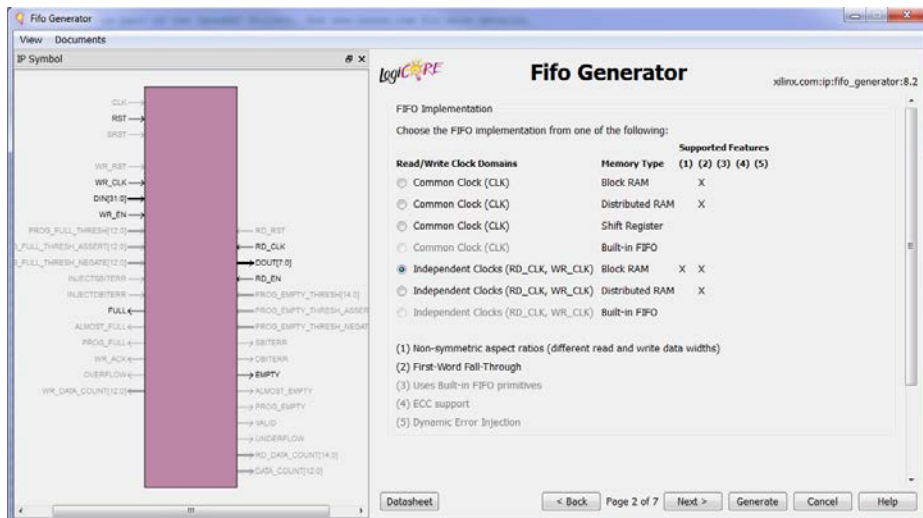 Fifo Generator
View Documents
IP Symbol
CLK
RST
SRST
WR_RST
WR_CLK
DIN[31:0]
WR_EN
PROG_FULL_THRESH[12:0]
_FULL_THRESH_ASSERT[12:0]
_FULL_THRESH_NEGATE[12:0]
INJECTSBITERR
INJECTDBITERR
FULL
ALMOST_FULL
PROG_FULL
WR_ACK
OVERFLOW
WR_DATA_COUNT[12:0]
RD_RST
RD_CLK
DOUT[7:0]
RD_EN
PROG_EMPTY_THRESH[14:0]
PROG_EMPTY_THRESH_ASSER
PROG_EMPTY_THRESH_NEGAT
SBITERR
DBITERR
EMPTY
ALMOST_EMPTY
PROG_EMPTY
VALID
UNDERFLOW
RD_DATA_COUNT[14:0]
DATA_COUNT[12:0]
LogiCORE
Fifo Generator
xilinx.com:ip:fifo_generator:8.2
FIFO Implementation
Choose the FIFO implementation from one of the following:
Supported Features
Read/Write Clock Domains Memory Type (1) (2) (3) (4) (5)
Common Clock (CLK) Block RAM X
Common Clock (CLK) Distributed RAM X
Common Clock (CLK) Shift Register
Common Clock (CLK) Built-in FIFO
Independent Clocks (RD_CLK, WR_CLK) Block RAM X X
Independent Clocks (RD_CLK, WR_CLK) Distributed RAM X
Independent Clocks (RD_CLK, WR_CLK) Built-in FIFO
(1) Non-symmetric aspect ratios (different read and write data widths)
(2) First-Word Fall-Through
(3) Uses Built-in FIFO primitives
(4) ECC support
(5) Dynamic Error Injection
Datasheet < Back Page 2 of 7 Next > Generate Cancel Help